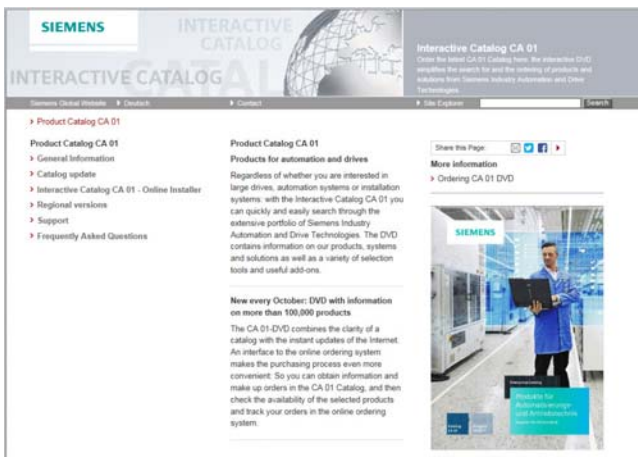 SIEMENS
INTERACTIVE
CATALOG
INTERACTIVE CATALOG
Interactive Catalog CA 01
Order the latest CA 01 Catalog here: the interactive DVD
simplifies the search for and the ordering of products and
solutions from Siemens Industry Automation and Drive
Technologies.
Siemens Global Website Deutsch Contact Site Explorer Search
Product Catalog CA 01
Product Catalog CA 01
General Information
Catalog update
Interactive Catalog CA 01 - Online Installer
Regional versions
Support
Frequently Asked Questions
Product Catalog CA 01
Products for automation and drives
Regardless of whether you are interested in
large drives, automation systems or installation
systems: with the Interactive Catalog CA 01 you
can quickly and easily search through the
extensive portfolio of Siemens Industry
Automation and Drive Technologies. The DVD
contains information on our products, systems
and solutions as well as a variety of selection
tools and useful add-ons.
New every October: DVD with information
on more than 100,000 products
The CA 01-DVD combines the clarity of a
catalog with the instant updates of the Internet.
An interface to the online ordering system
makes the purchasing process even more
convenient: So you can obtain information and
make up orders in the CA 01 Catalog, and then
check the availability of the selected products
and track your orders in the online ordering
system.
Share this Page:
More information
Ordering CA 01 DVD
SIEMENS
Produkte für
Automatisierungs-
und Antriebstechnik